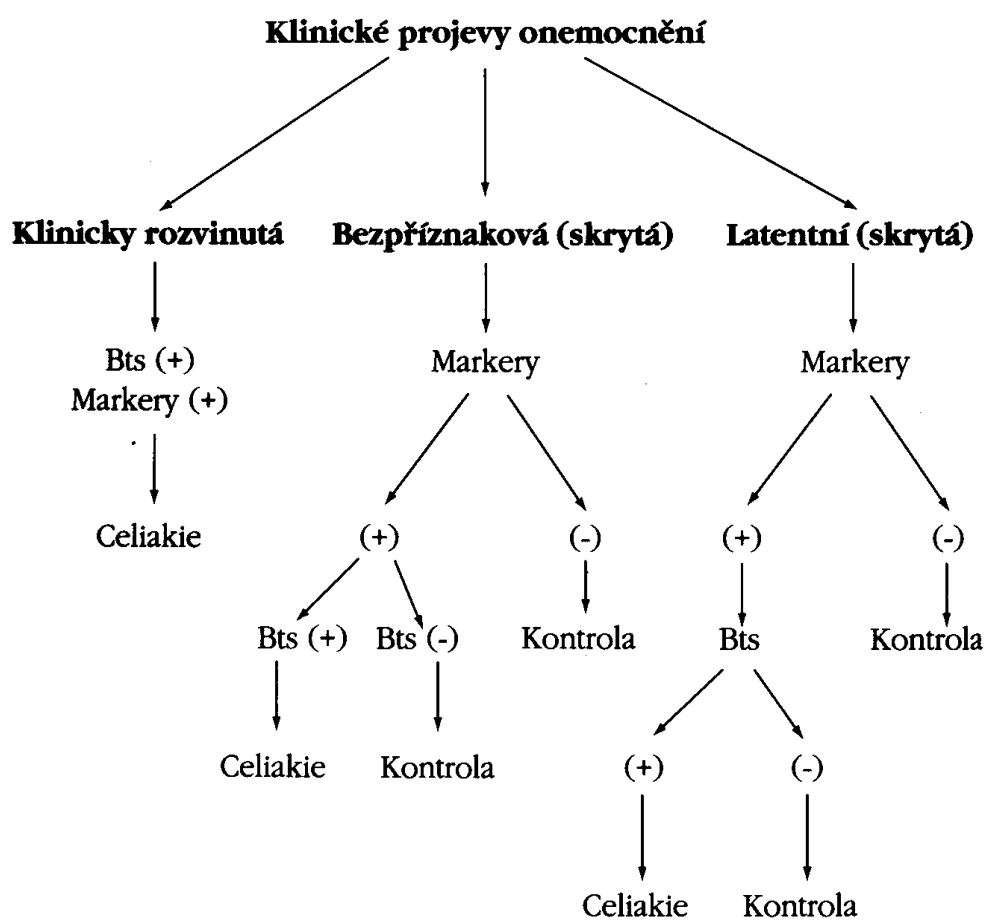 Klinické projevy onemocnění
Klinicky rozvinutá
Bezpříznaková (skrytá)
Latentní (skrytá)
Bts (+)
Markery (+)
Markery
Markery
Celiakie
(+)
(-)
(+)
(-)
Bts (+)
Bts (-)
Kontrola
Bts
Kontrola
Celiakie
Kontrola
(+)
(-)
Celiakie
Kontrola